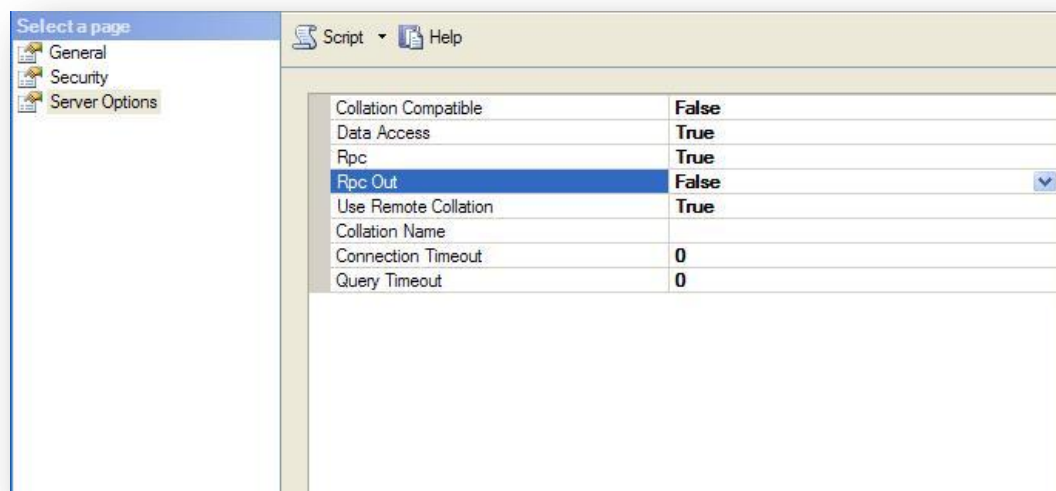 Select a page
General
Security
Server Options
Script Help
Collation Compatible False
Data Access True
Rpc True
Rpc Out False
Use Remote Collation True
Collation Name
Connection Timeout 0
Query Timeout 0